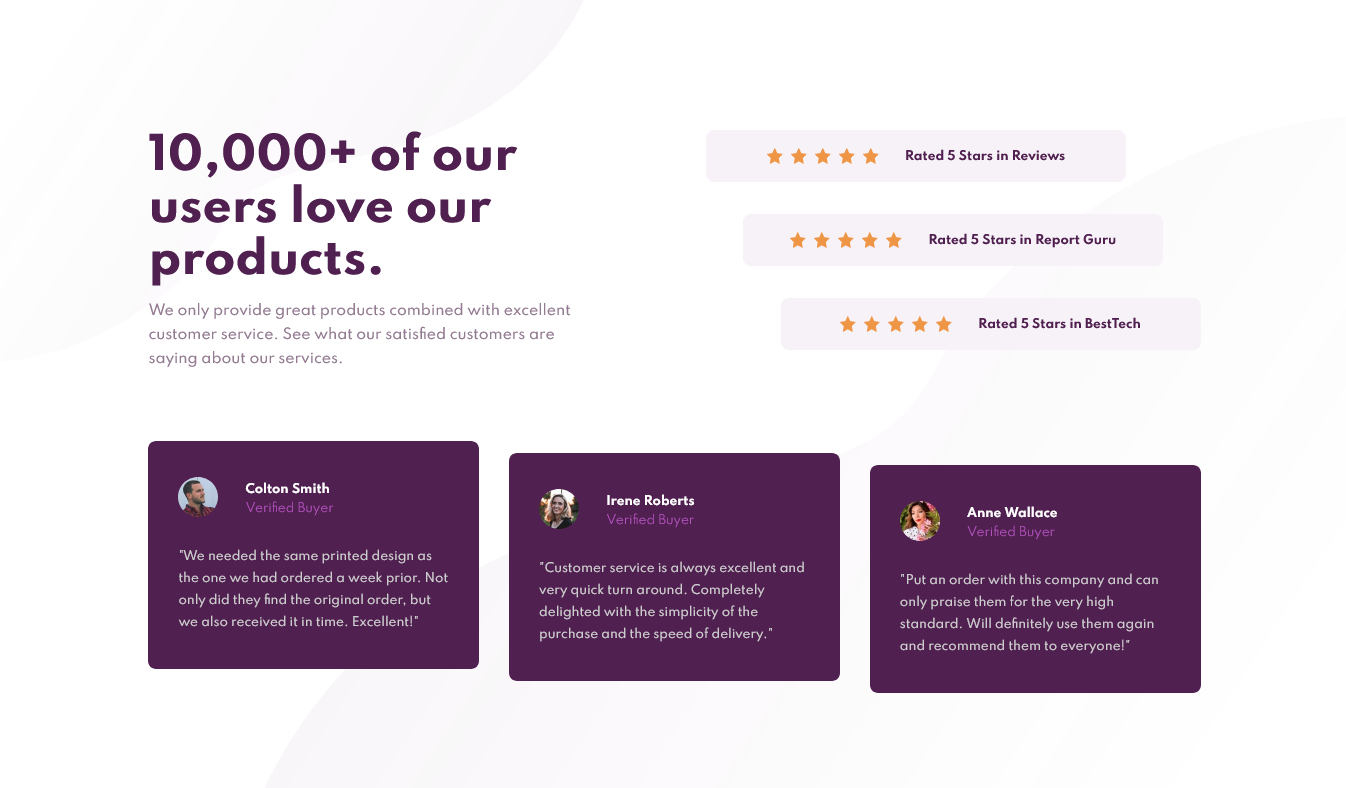 10,000+ of our
users love our
products.
We only provide great products combined with excellent
customer service. See what our satisfied customers are
saying about our services.
Rated 5 Stars in Reviews
Rated 5 Stars in Report Guru
Rated 5 Stars in BestTech
Colton Smith
Verified Buyer
"We needed the same printed design as
the one we had ordered a week prior. Not
only did they find the original order, but
we also received it in time. Excellent!"
Irene Roberts
Verified Buyer
"Customer service is always excellent and
very quick turn around. Completely
delighted with the simplicity of the
purchase and the speed of delivery."
Anne Wallace
Verified Buyer
"Put an order with this company and can
only praise them for the very high
standard. Will definitely use them again
and recommend them to everyone!"